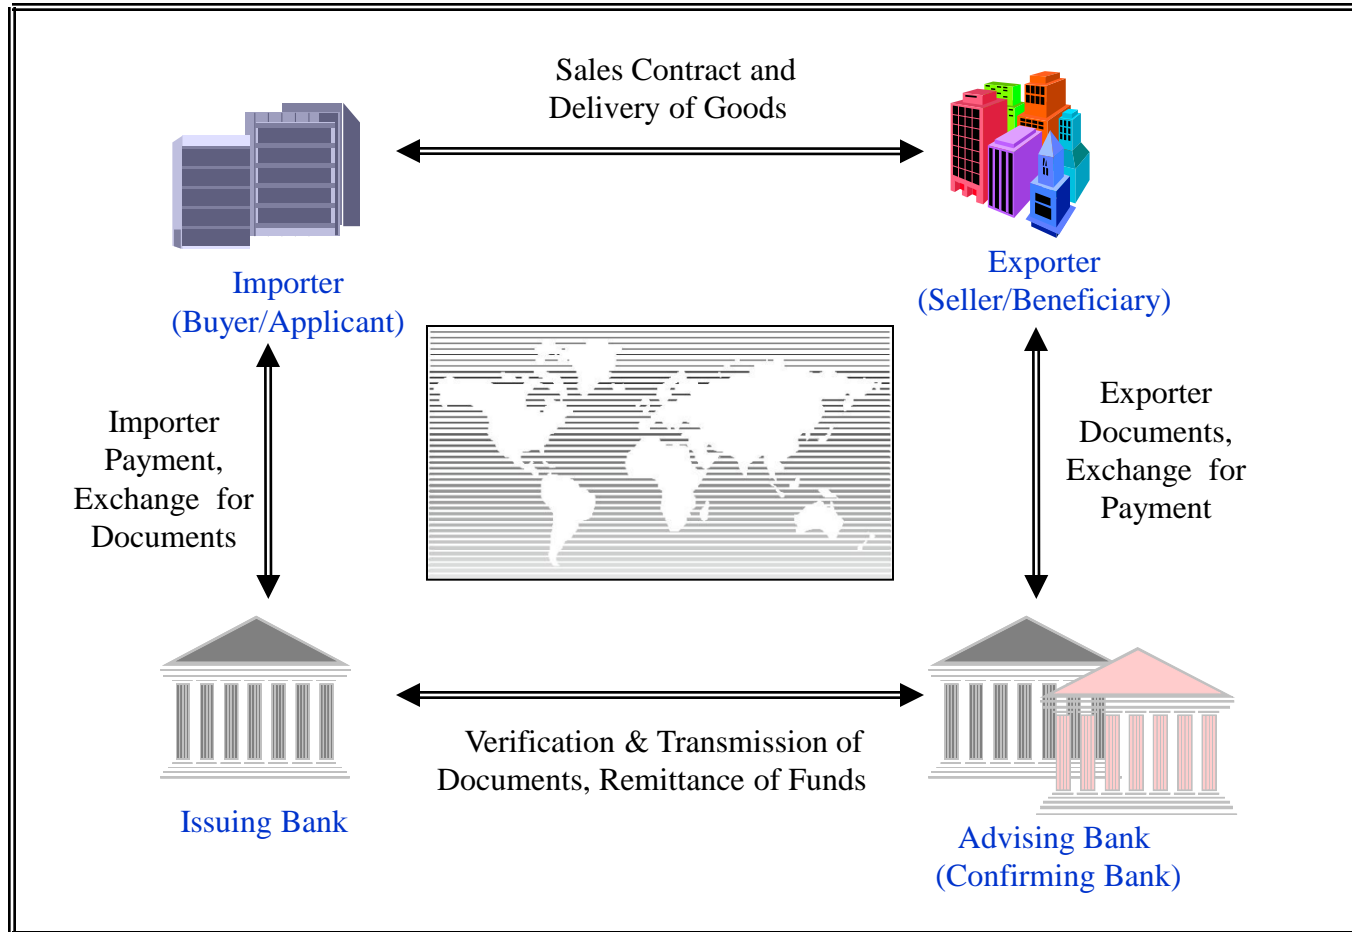 Sales Contract and
Delivery of Goods
Importer
(Buyer/Applicant)
Exporter
(Seller/Beneficiary)
Importer
Payment,
Exchange for
Documents
Exporter
Documents,
Exchange for
Payment
Verification & Transmission of
Documents, Remittance of Funds
Issuing Bank
Advising Bank
(Confirming Bank)